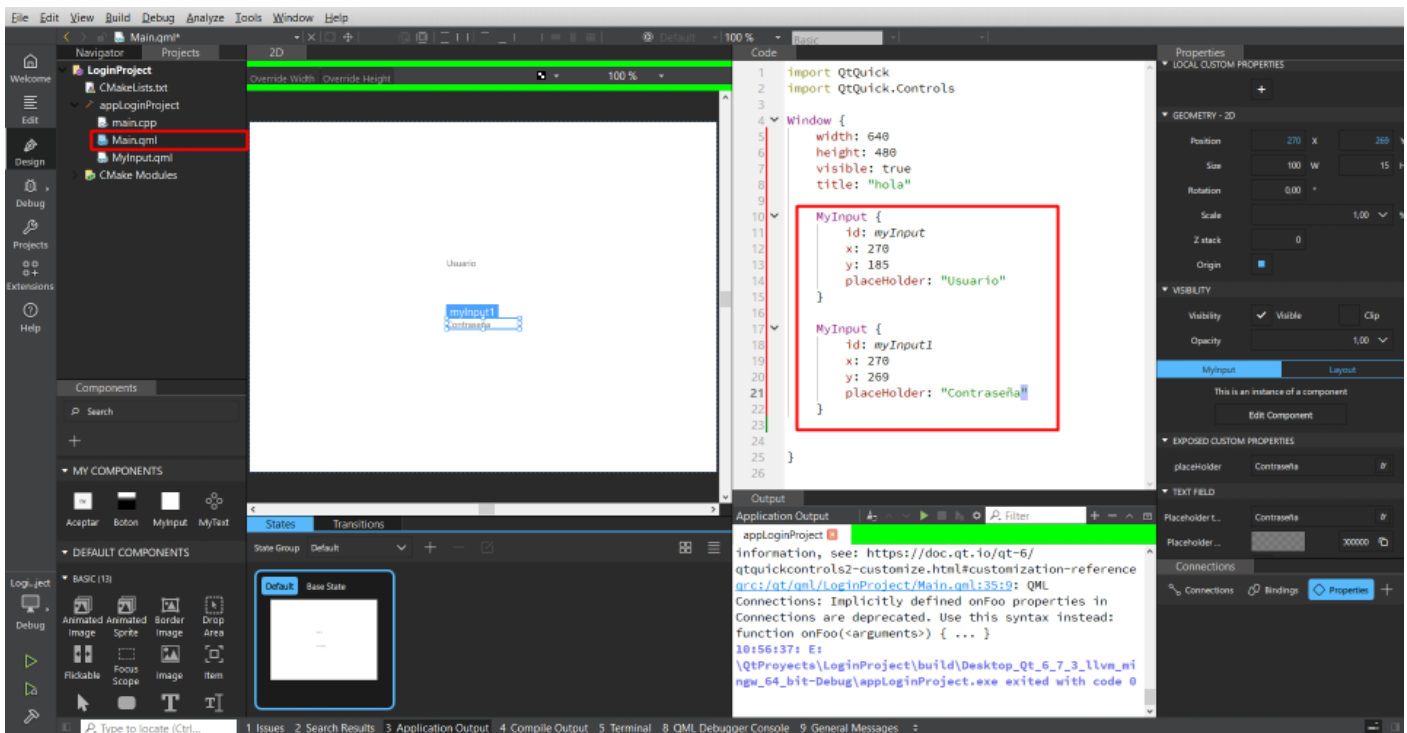 File Edit View Build Debug Analyze Tools Window Help
Main.qml*
Default
100 %
Basic
Welcome
Edit
Design
Debug
Projects
Extensions
Help
Logi...ject
Debug
Navigator Projects
LoginProject
CMakeLists.txt
appLoginProject
main.cpp
Main.qml
MyInput.qml
CMake Modules
Components
Search
MY COMPONENTS
Aceptar Boton MyInput MyText
DEFAULT COMPONENTS
BASIC (13)
Animated Image
Animated Sprite
Border Image
Drop Area
Flickable
Focus Scope
Image
Item
2D
Override Width Override Height
100 %
Usuario
myInput1
Contraseña
States Transitions
State Group Default
Default Base State
Code
1 import QtQuick
2 import QtQuick.Controls
3
4 Window {
5 width: 640
6 height: 480
7 visible: true
8 title: "hola"
9
10 MyInput {
11 id: myInput
12 x: 270
13 y: 185
14 placeHolder: "Usuario"
15 }
16
17 MyInput {
18 id: myInput1
19 x: 270
20 y: 269
21 placeHolder: "Contraseña"
22 }
23
24
25 }
26
Output
Application Output
Filter
appLoginProject
information, see: https://doc.qt.io/qt-6/
qtquickcontrols2-customize.html#customization-reference
qrc:/qt/qml/LoginProject/Main.qml:35:9: QML
Connections: Implicitly defined onFoo properties in
Connections are deprecated. Use this syntax instead:
function onFoo(<arguments>) { ... }
10:56:37: E:
\QtProyects\LoginProject\build\Desktop_Qt_6_7_3_llvm_mi
ngw_64_bit-Debug\appLoginProject.exe exited with code 0
Properties
LOCAL CUSTOM PROPERTIES
GEOMETRY - 2D
Position 270 X 269 Y
Size 100 W 15 H
Rotation 0,00 °
Scale 1,00 %
Z stack 0
Origin
VISIBILITY
Visibility Visible Clip
Opacity 1,00
MyInput Layout
This is an instance of a component
Edit Component
EXPOSED CUSTOM PROPERTIES
placeHolder Contraseña
TEXT FIELD
Placeholder t... Contraseña
Placeholder ...
Connections
Connections Bindings Properties
Type to locate (Ctrl...
1 Issues 2 Search Results 3 Application Output 4 Compile Output 5 Terminal 8 QML Debugger Console 9 General Messages